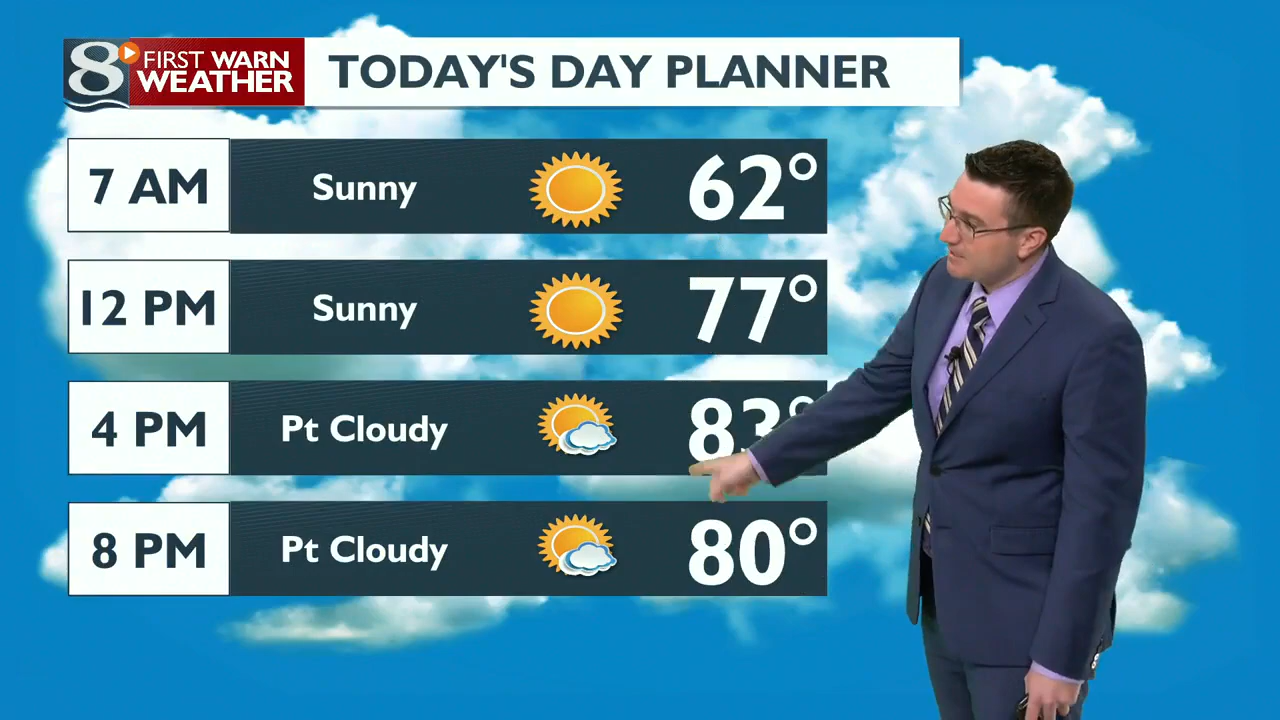 8 FIRST WARN
WEATHER
TODAY'S DAY PLANNER
7 AM Sunny 62°
12 PM Sunny 77°
4 PM Pt Cloudy 83°
8 PM Pt Cloudy 80°